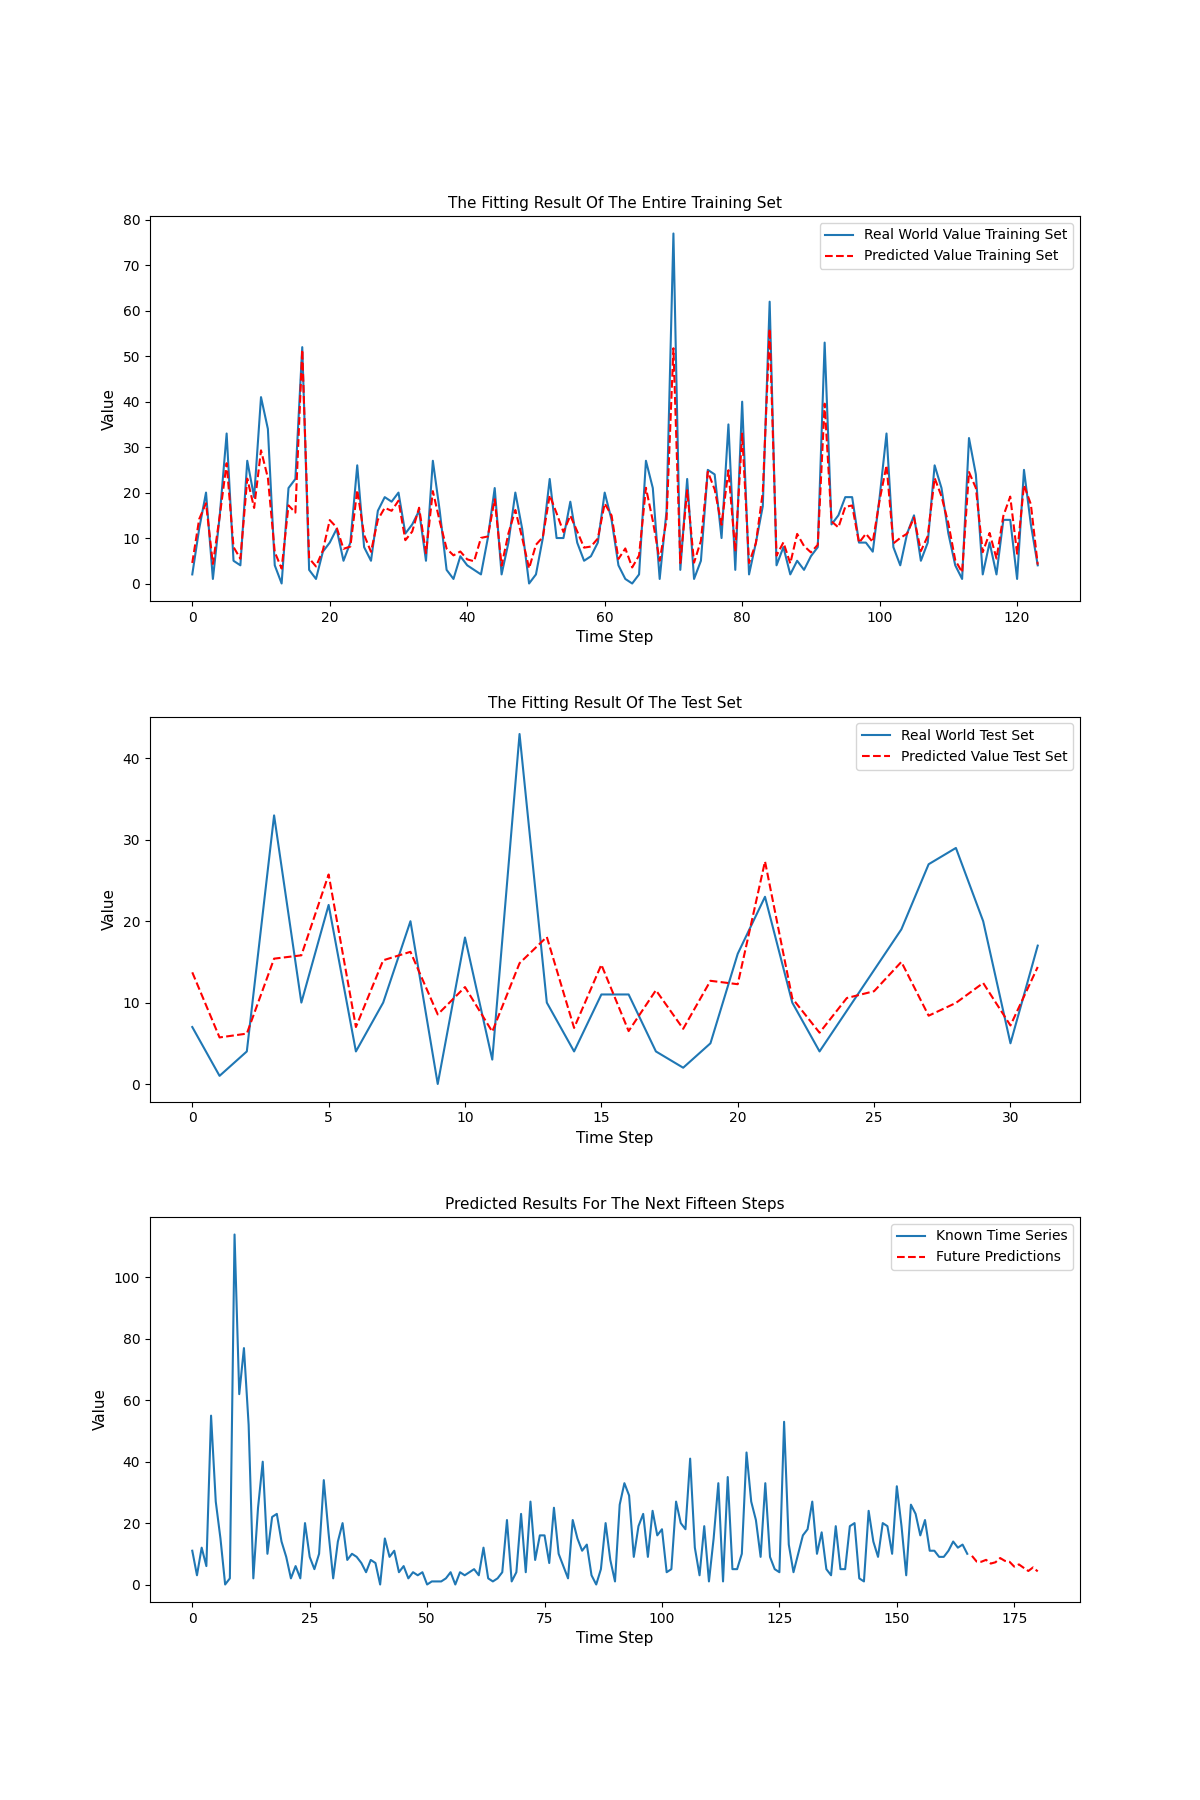 The Fitting Result Of The Entire Training Set
80
70
60
50
40
30
20
10
0
Value
Real World Value Training Set
Predicted Value Training Set
0 20 40 60 80 100 120
Time Step
The Fitting Result Of The Test Set
40
30
20
10
0
Value
Real World Test Set
Predicted Value Test Set
0 5 10 15 20 25 30
Time Step
Predicted Results For The Next Fifteen Steps
100
80
60
40
20
0
Value
Known Time Series
Future Predictions
0 25 50 75 100 125 150 175
Time Step